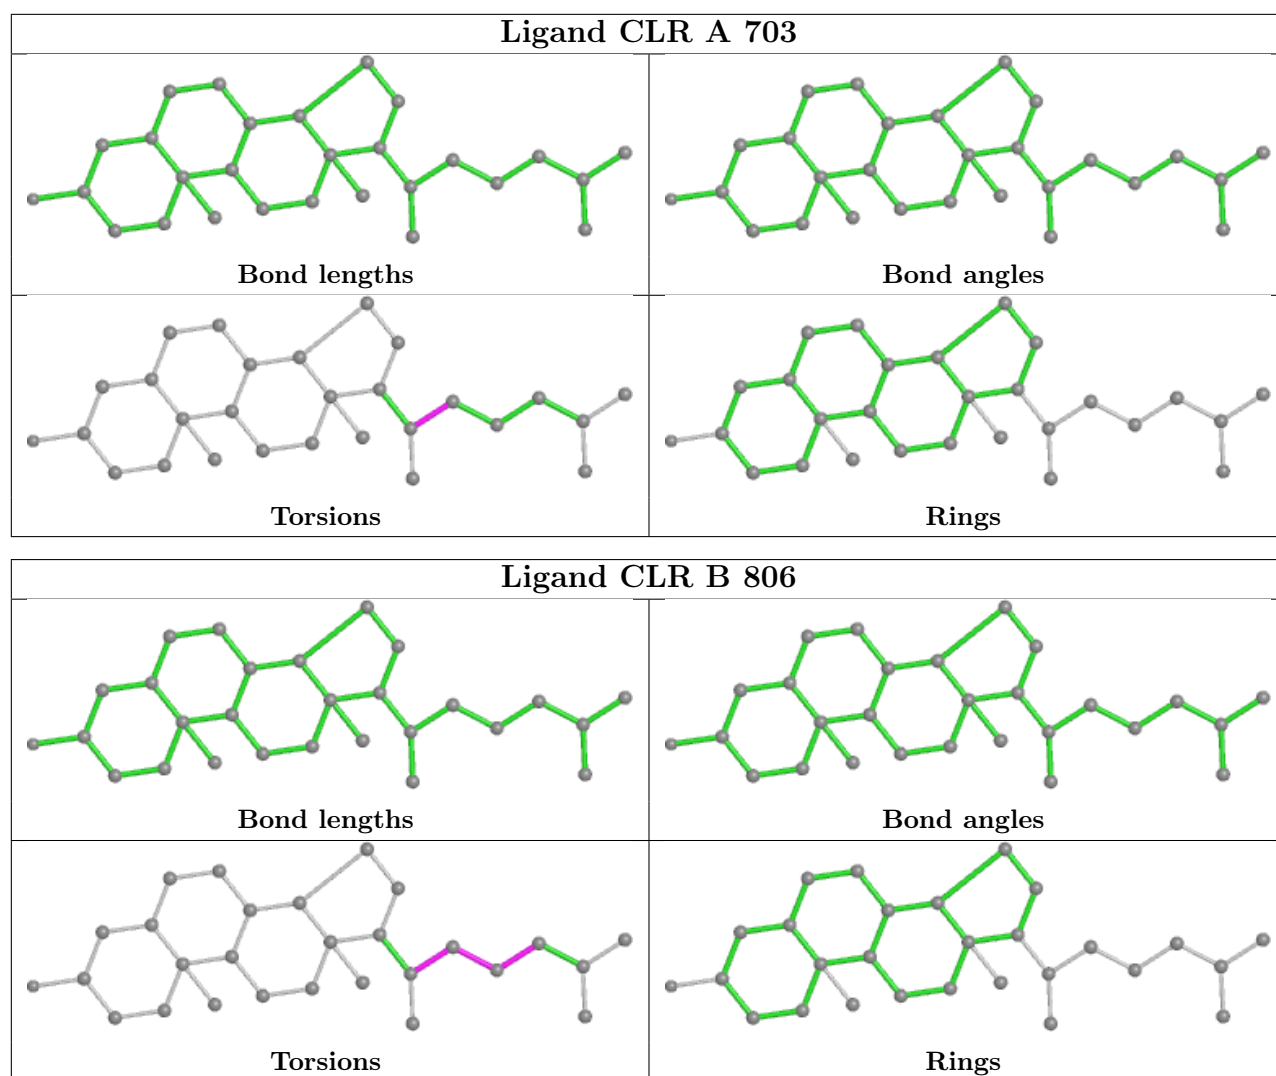 Ligand CLR A 703
Bond lengths
Bond angles
Torsions
Rings
Ligand CLR B 806
Bond lengths
Bond angles
Torsions
Rings